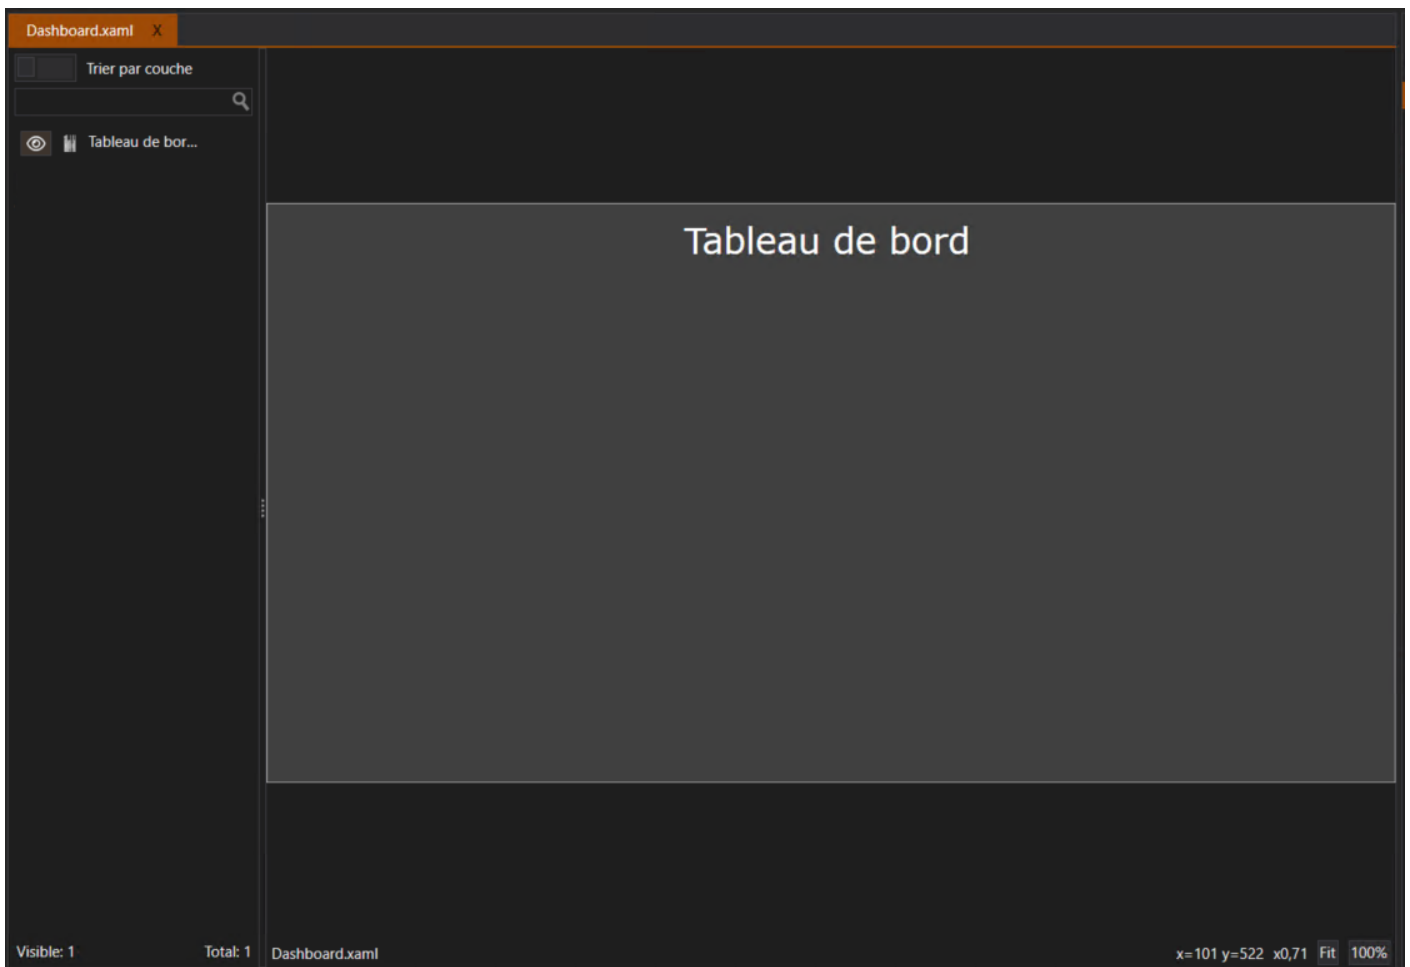 Dashboard.xaml X
Trier par couche
Tableau de bor...
Tableau de bord
Visible: 1 Total: 1
Dashboard.xaml x=101 y=522 x0,71 Fit 100%